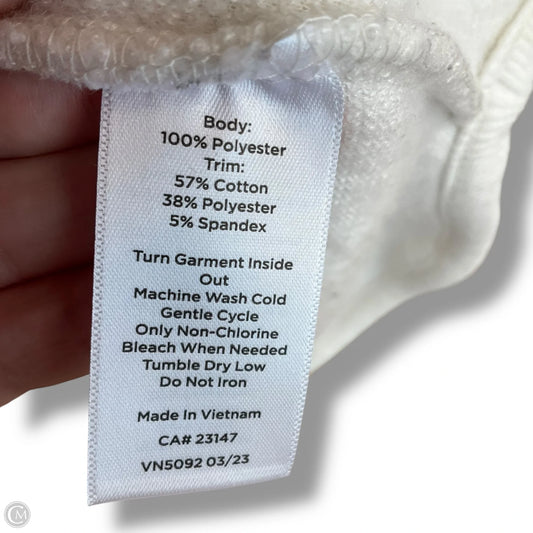 Body:
100% Polyester
Trim:
57% Cotton
38% Polyester
5% Spandex
Turn Garment Inside
Out
Machine Wash Cold
Gentle Cycle
Only Non-Chlorine
Bleach When Needed
Tumble Dry Low
Do Not Iron
Made In Vietnam
CA# 23147
VN5092 03/23
CM